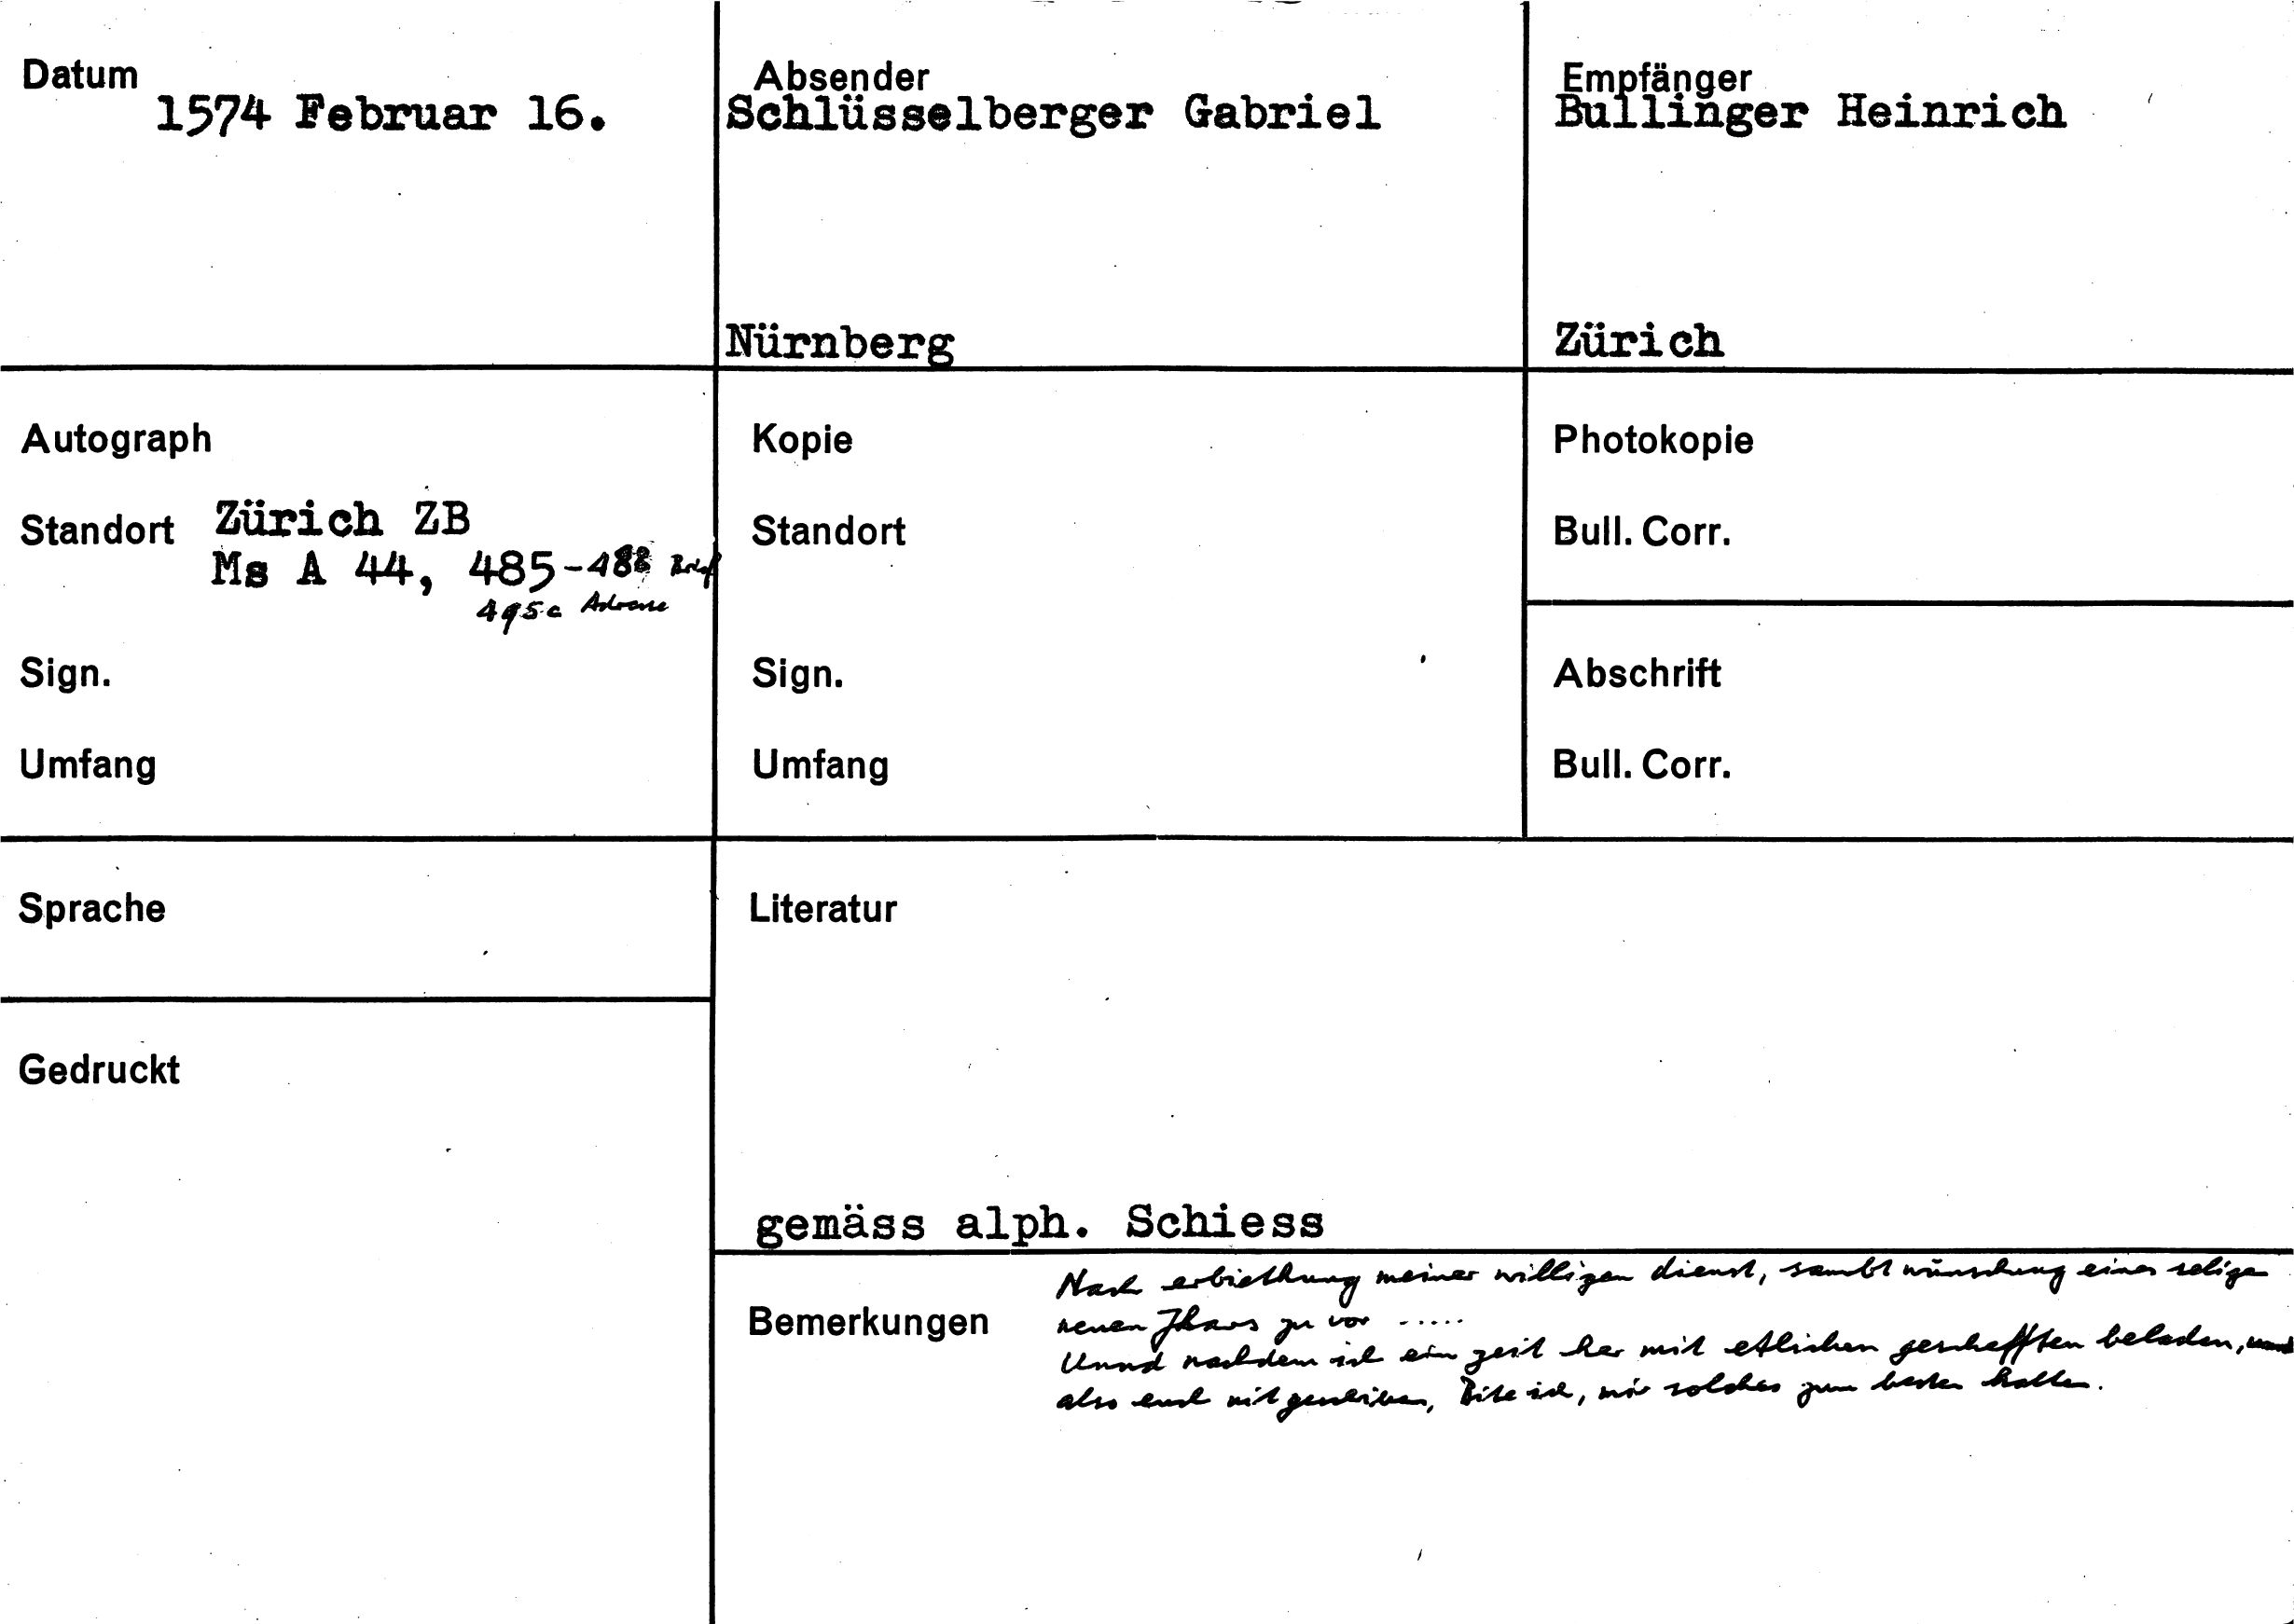 Datum
1574 Februar 16.
Absender
Schlüsselberger Gabriel
Nürnberg
Empfänger
Bullinger Heinrich
Zürich
Autograph
Standort Zürich ZB
Ms A 44, 485-488 Brief
495c Adresse
Sign.
Umfang
Kopie
Standort
Sign.
Umfang
Photokopie
Bull. Corr.
Abschrift
Bull. Corr.
Sprache
Gedruckt
Literatur
gemäss alph. Schiess
Bemerkungen
Nach erbiethung meiner willigen dienst, sambt wünschung eines seligen
neuen Jhars zu vor .....
Unnd nachdem ich ein zeit her mit etlichen gescheffften beladen, unnd
also euch nit geschriben, Bite ich, mir solches zum besten halten.